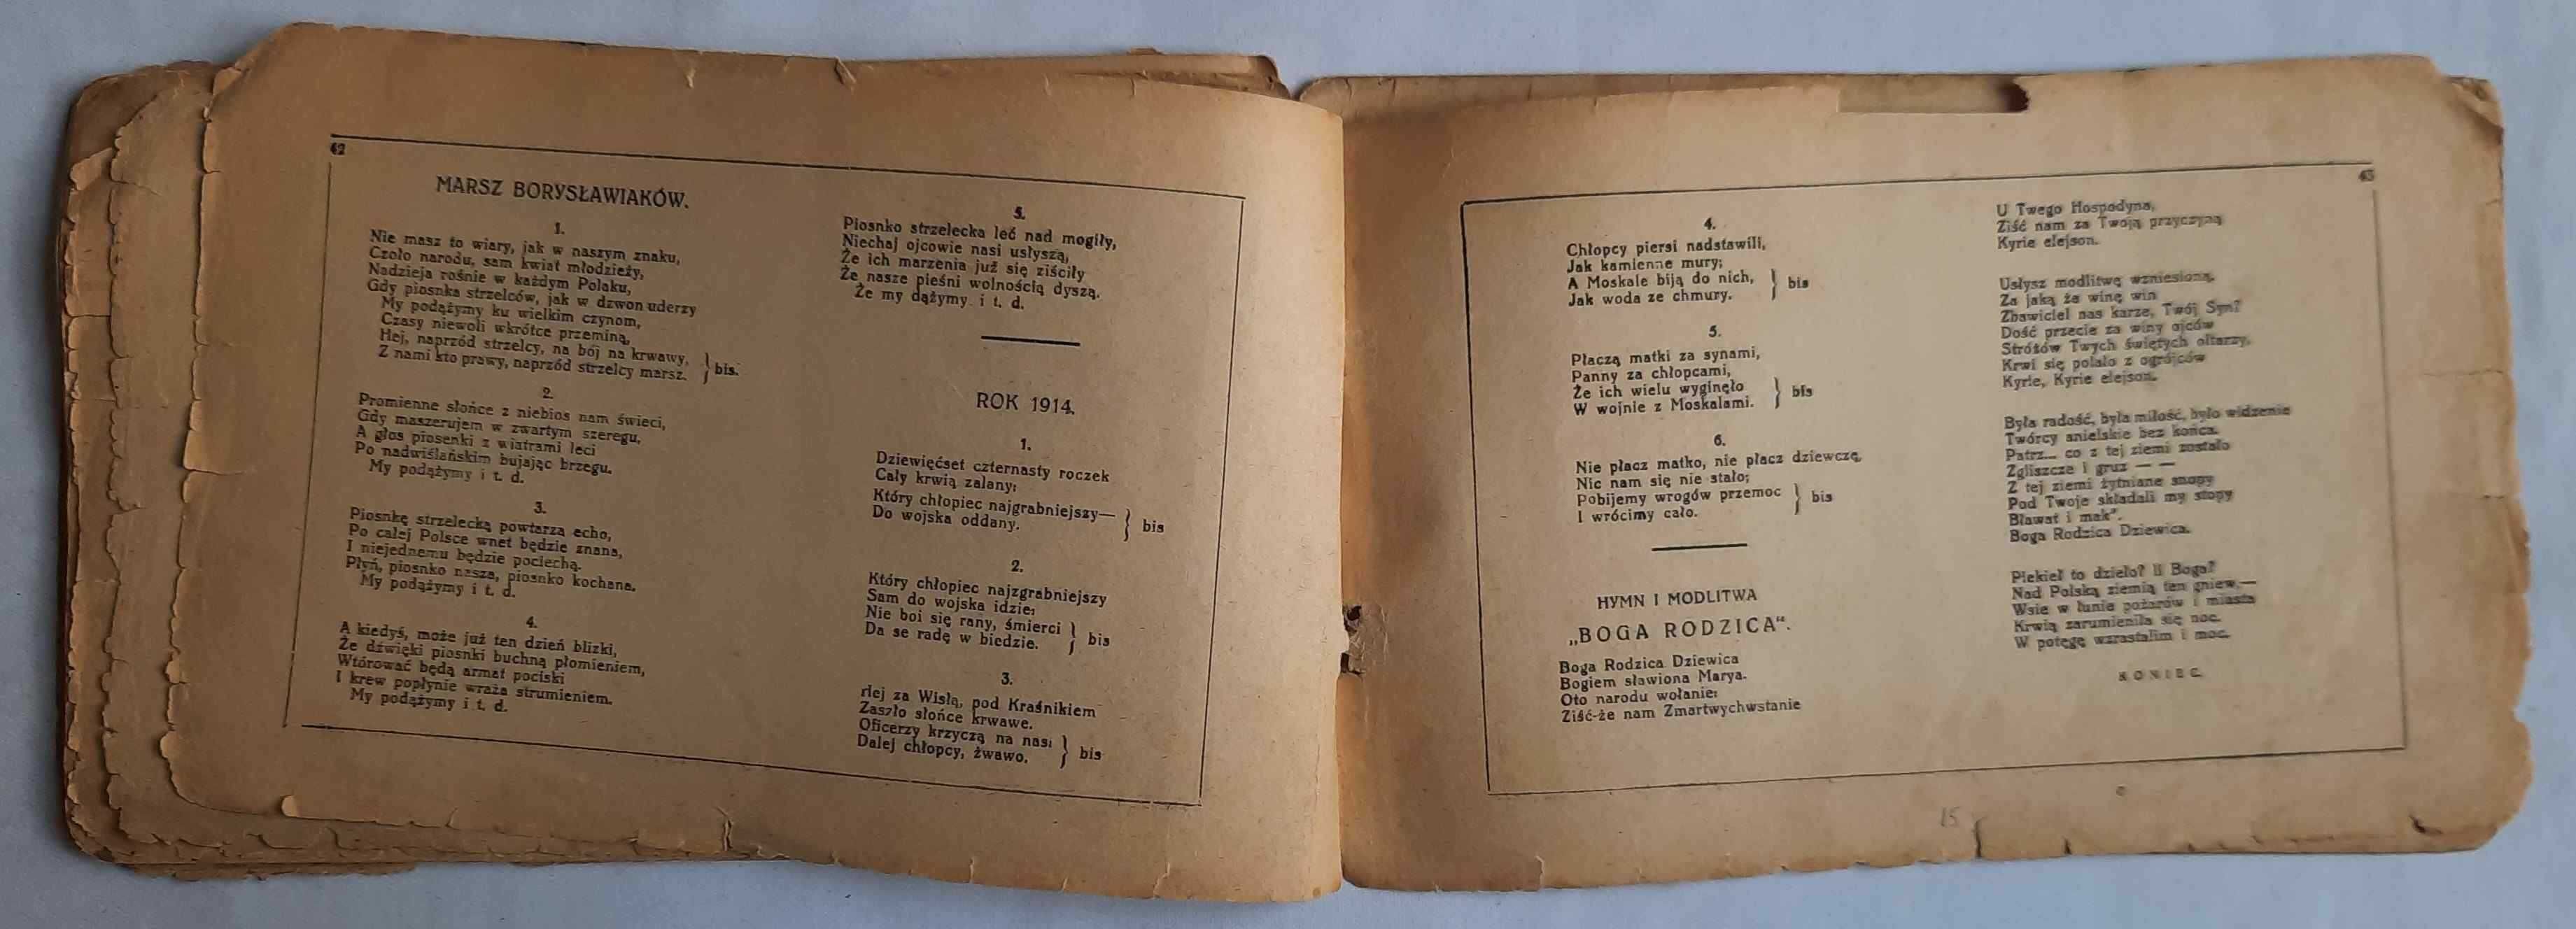 42
MARSZ BORYSŁAWIAKÓW.
1.
Nie masz to wiary, jak w naszym znaku,
Czoło narodu, sam kwiat młodzieży,
Nadzieja rośnie w każdym Polaku,
Gdy piosnka strzelców, jak w dzwon uderzy
My podążymy ku wielkim czynom,
Czasy niewoli wkrótce przeminą,
Hej, naprzód strzelcy, na bój na krwawy,
Z nami kto prawy, naprzód strzelcy marsz. } bis.
2.
Promienne słońce z niebios nam świeci,
Gdy maszerujem w zwartym szeregu,
A głos piosenki z wiatrami leci
Po nadwiślańskim bujając brzegu.
My podążymy i t. d.
3.
Piosnkę strzelecką powtarza echo,
Po całej Polsce wnet będzie znana,
I niejednemu będzie pociechą.
Płyń, piosnko nasza, piosnko kochana.
My podążymy i t. d.
4.
A kiedyś, może już ten dzień blizki,
Że dźwięki piosnki buchną płomieniem,
Wtórować będą armat pociski
I krew popłynie wraża strumieniem.
My podążymy i t. d.
5.
Piosnko strzelecka leć nad mogiły,
Niechaj ojcowie nasi usłyszą,
Że ich marzenia już się ziściły
Że nasze pieśni wolnością dyszą.
Że my dążymy i t. d.
ROK 1914.
1.
Dziewięćset czternasty roczek
Cały krwią zalany;
Który chłopiec najgrabniejszy—
Do wojska oddany. } bis
2.
Który chłopiec najzgrabniejszy
Sam do wojska idzie;
Nie boi się rany, śmierci
Da se radę w biedzie. } bis
3.
Hej za Wisłą, pod Kraśnikiem
Zaszło słońce krwawe.
Oficerzy krzyczą na nas:
Dalej chłopcy, żwawo. } bis
43
4.
Chłopcy piersi nadstawili,
Jak kamienne mury;
A Moskale biją do nich,
Jak woda ze chmury. } bis
5.
Płaczą matki za synami,
Panny za chłopcami,
Że ich wielu wyginęło
W wojnie z Moskalami. } bis
6.
Nie płacz matko, nie płacz dziewczę,
Nic nam się nie stało;
Pobijemy wrogów przemoc
I wrócimy cało. } bis
HYMN I MODLITWA
„BOGA RODZICA“.
Boga Rodzica Dziewica
Bogiem sławiona Marya.
Oto narodu wołanie:
Ziść-że nam Zmartwychwstanie
U Twego Hospodyna,
Ziść nam za Twoją przyczyną
Kyrie elejson.
Usłysz modlitwę wzniesioną,
Za jaką że winę win
Zbawiciel nas karze, Twój Syn?
Dość przecie za winy ojców
Stróżów Twych świętych ołtarzy,
Krwi się polało z ogrójców
Kyrie, Kyrie elejson.
Była radość, była miłość, było widzenie
Twórcy anielskie bez końca.
Patrz... co z tej ziemi zostało
Zgliszcze i gruz — —
Z tej ziemi żytniane snopy
Pod Twoje składali my stopy
Bławat i mak".
Boga Rodzica Dziewica.
Piekieł to dzieło? li Boga?
Nad Polską ziemią ten gniew,—
Wsie w łunie pożarów i miasta
Krwią zarumieniła się noc.
W potęgę wzrastalim i moc.
KONIEC.
15